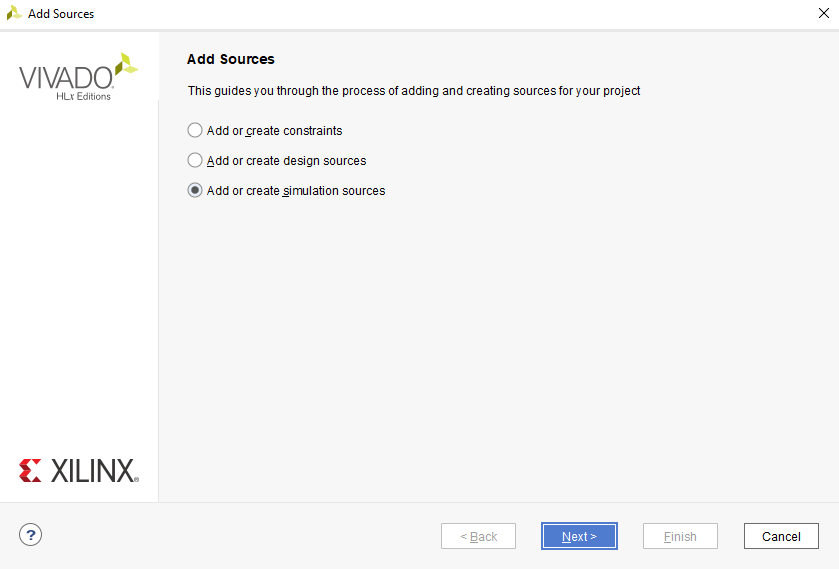 Add Sources
VIVADO
HLx Editions
Add Sources
This guides you through the process of adding and creating sources for your project
Add or create constraints
Add or create design sources
Add or create simulation sources
XILINX®
?
< Back
Next >
Finish
Cancel